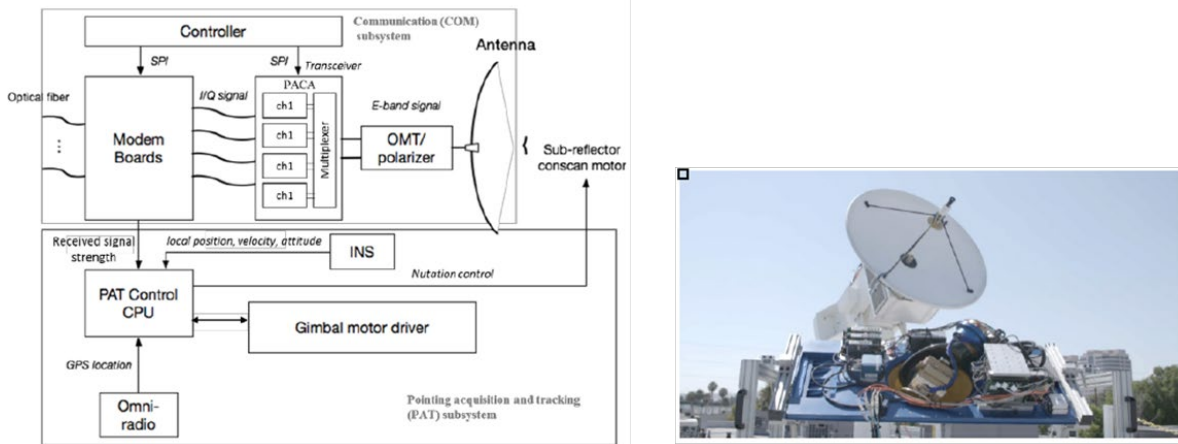 Communication (COM)
subsystem
Controller
Antenna
SPI
SPI
Transceiver
Optical fiber
I/Q signal
PACA
E-band signal
ch1
ch1
ch1
ch1
Multiplexer
Modem
Boards
OMT/
polarizer
Sub-reflector
conscan motor
Received signal
strength
local position, velocity, attitude
INS
Nutation control
PAT Control
CPU
Gimbal motor driver
GPS location
Omni-
radio
Pointing acquisition and tracking
(PAT) subsystem